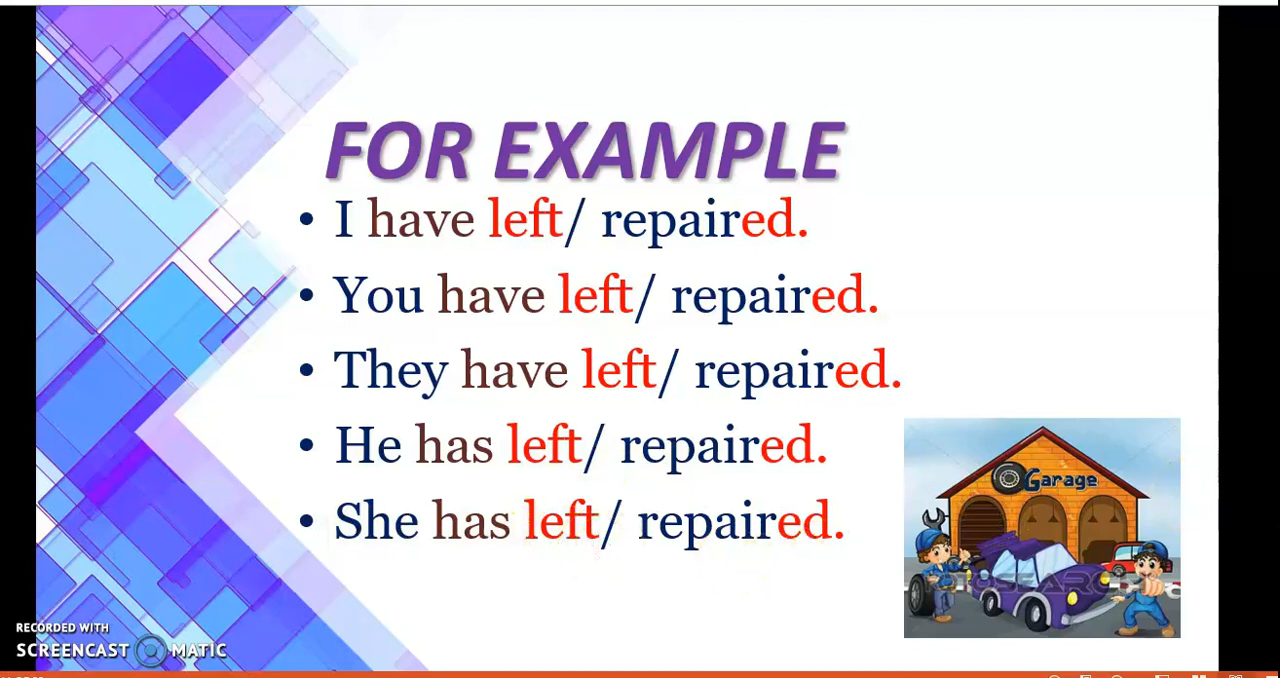 FOR EXAMPLE
• I have left/ repaired.
• You have left/ repaired.
• They have left/ repaired.
• He has left/ repaired.
• She has left/ repaired.
Garage
RECORDED WITH
SCREENCAST MATIC